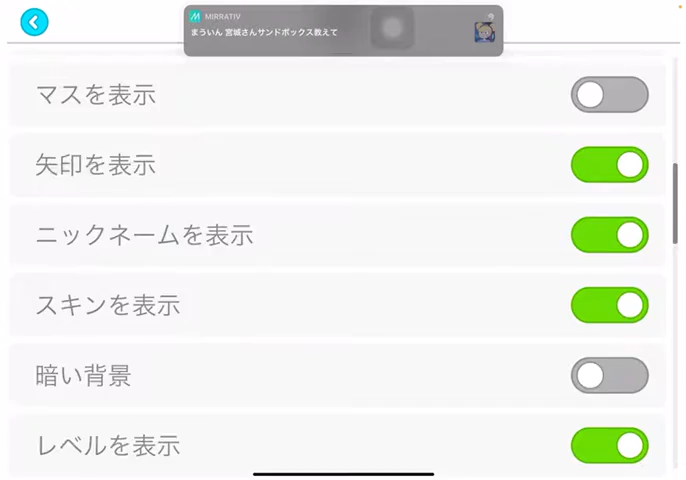 MIRRATIV
今
まういん 宮城さんサンドボックス教えて
マスを表示
矢印を表示
ニックネームを表示
スキンを表示
暗い背景
レベルを表示